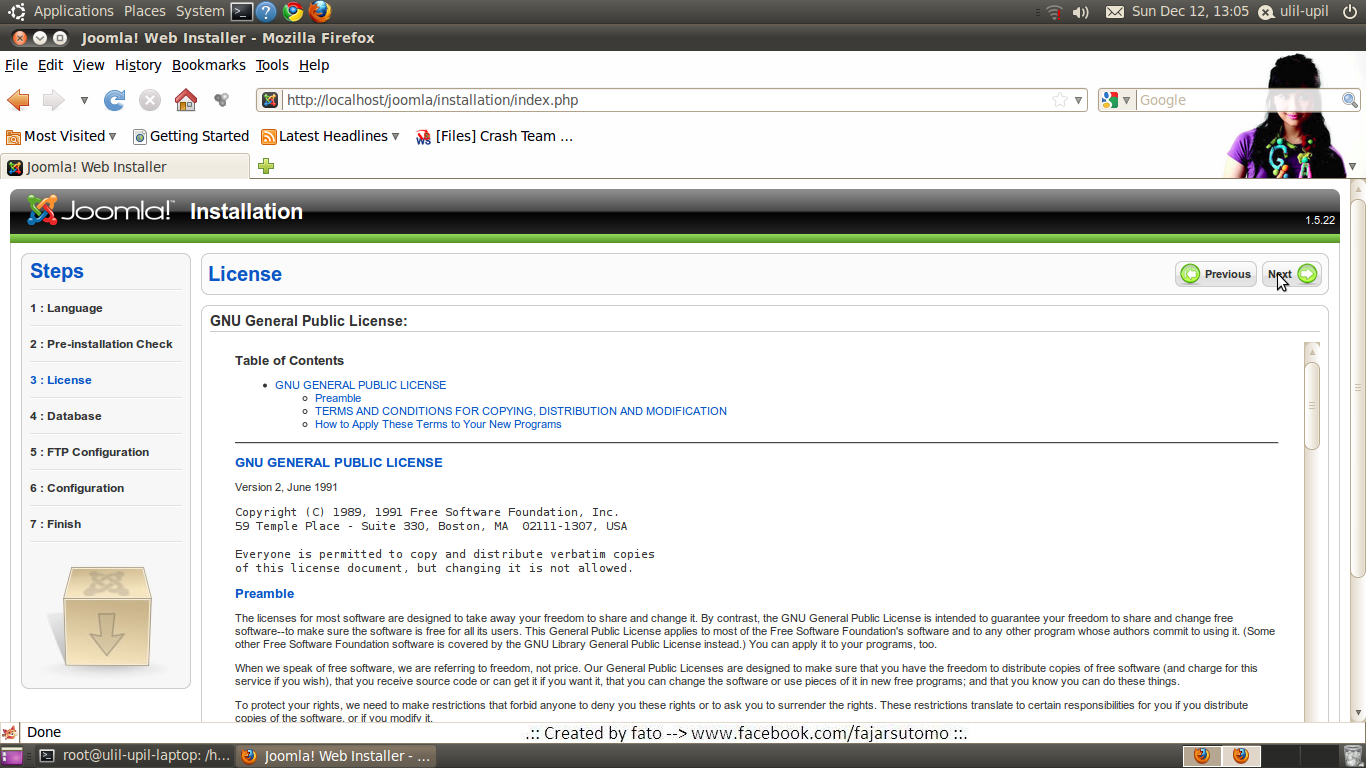 Applications Places System Sun Dec 12, 13:05 ulil-upil
Joomla! Web Installer - Mozilla Firefox
File Edit View History Bookmarks Tools Help
http://localhost/joomla/installation/index.php Google
Most Visited Getting Started Latest Headlines [Files] Crash Team ...
Joomla! Web Installer
Joomla!™ Installation
1.5.22
Steps
1 : Language
2 : Pre-installation Check
3 : License
4 : Database
5 : FTP Configuration
6 : Configuration
7 : Finish
License Previous Next
GNU General Public License:
Table of Contents
GNU GENERAL PUBLIC LICENSE
Preamble
TERMS AND CONDITIONS FOR COPYING, DISTRIBUTION AND MODIFICATION
How to Apply These Terms to Your New Programs
GNU GENERAL PUBLIC LICENSE
Version 2, June 1991
Copyright (C) 1989, 1991 Free Software Foundation, Inc.
59 Temple Place - Suite 330, Boston, MA  02111-1307, USA
Everyone is permitted to copy and distribute verbatim copies
of this license document, but changing it is not allowed.
Preamble
The licenses for most software are designed to take away your freedom to share and change it. By contrast, the GNU General Public License is intended to guarantee your freedom to share and change free
software--to make sure the software is free for all its users. This General Public License applies to most of the Free Software Foundation's software and to any other program whose authors commit to using it. (Some
other Free Software Foundation software is covered by the GNU Library General Public License instead.) You can apply it to your programs, too.
When we speak of free software, we are referring to freedom, not price. Our General Public Licenses are designed to make sure that you have the freedom to distribute copies of free software (and charge for this
service if you wish), that you receive source code or can get it if you want it, that you can change the software or use pieces of it in new free programs; and that you know you can do these things.
To protect your rights, we need to make restrictions that forbid anyone to deny you these rights or to ask you to surrender the rights. These restrictions translate to certain responsibilities for you if you distribute
copies of the software, or if you modify it.
Done .:: Created by fato --> www.facebook.com/fajarsutomo ::.
root@ulil-upil-laptop: /h... Joomla! Web Installer - ...